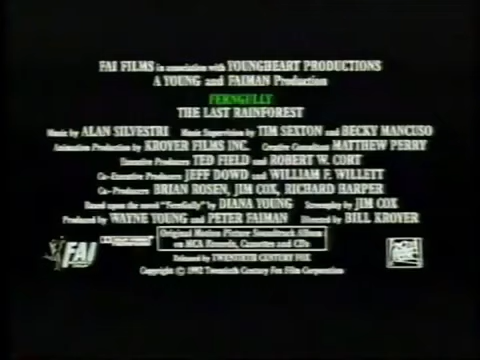 FAI FILMS in association with YOUNGHEART PRODUCTIONS
A YOUNG and FAIMAN Production
FERNGULLY
THE LAST RAINFOREST
Music by ALAN SILVESTRI Music Supervision by TIM SEXTON and BECKY MANCUSO
Animation Production by KROYER FILMS INC. Creative Consultant MATTHEW PERRY
Executive Producers TED FIELD and ROBERT W. CORT
Co-Executive Producers JEFF DOWD and WILLIAM F. WILLETT
Co-Producers BRIAN ROSEN, JIM COX, RICHARD HARPER
Based upon the novel "Ferngully" by DIANA YOUNG Screenplay by JIM COX
Produced by WAYNE YOUNG and PETER FAIMAN Directed by BILL KROYER
Original Motion Picture Soundtrack Album
on MCA Records, Cassettes and CDs
FAI
Released by TWENTIETH CENTURY FOX
Copyright © 1992 Twentieth Century Fox Film Corporation